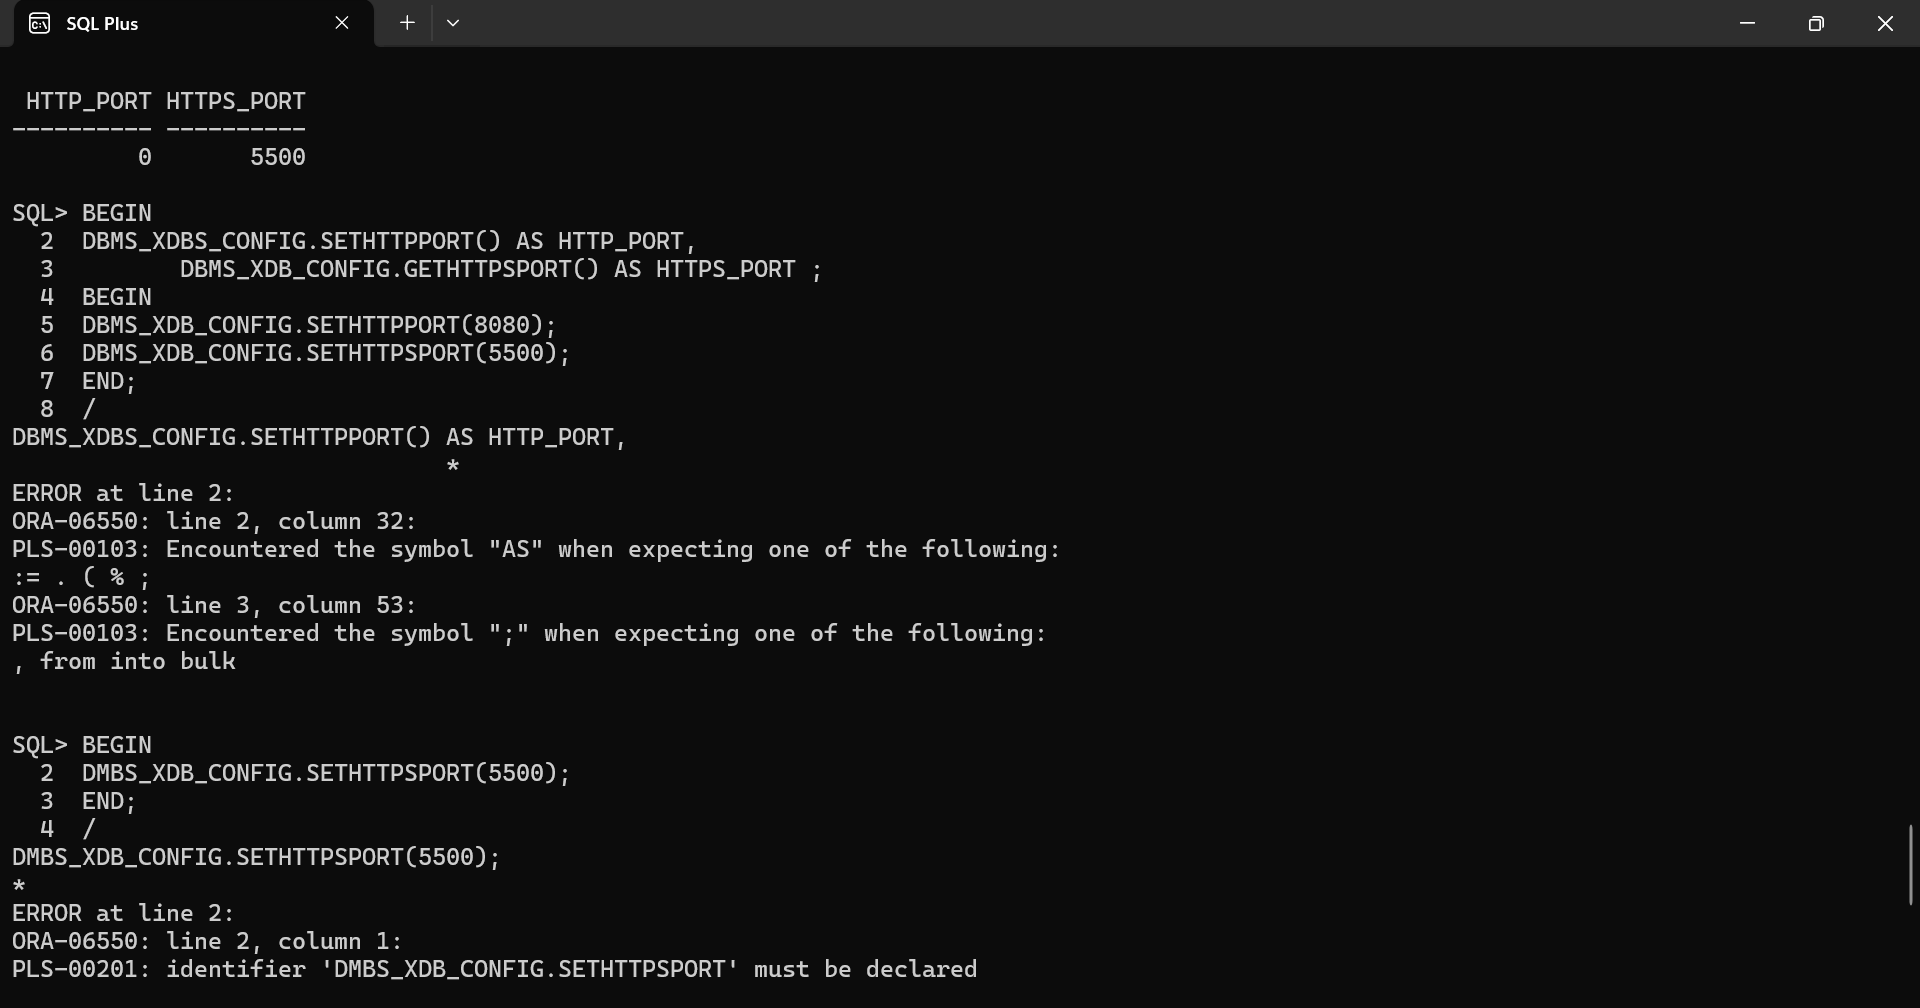 SQL Plus
HTTP_PORT HTTPS_PORT
---------- ----------
         0       5500
SQL> BEGIN
  2  DBMS_XDBS_CONFIG.SETHTTPPORT() AS HTTP_PORT,
  3         DBMS_XDB_CONFIG.GETHTTPSPORT() AS HTTPS_PORT ;
  4  BEGIN
  5  DBMS_XDB_CONFIG.SETHTTPPORT(8080);
  6  DBMS_XDB_CONFIG.SETHTTPSPORT(5500);
  7  END;
  8  /
DBMS_XDBS_CONFIG.SETHTTPPORT() AS HTTP_PORT,
                               *
ERROR at line 2:
ORA-06550: line 2, column 32:
PLS-00103: Encountered the symbol "AS" when expecting one of the following:
:= . ( % ;
ORA-06550: line 3, column 53:
PLS-00103: Encountered the symbol ";" when expecting one of the following:
, from into bulk
SQL> BEGIN
  2  DMBS_XDB_CONFIG.SETHTTPSPORT(5500);
  3  END;
  4  /
DMBS_XDB_CONFIG.SETHTTPSPORT(5500);
*
ERROR at line 2:
ORA-06550: line 2, column 1:
PLS-00201: identifier 'DMBS_XDB_CONFIG.SETHTTPSPORT' must be declared